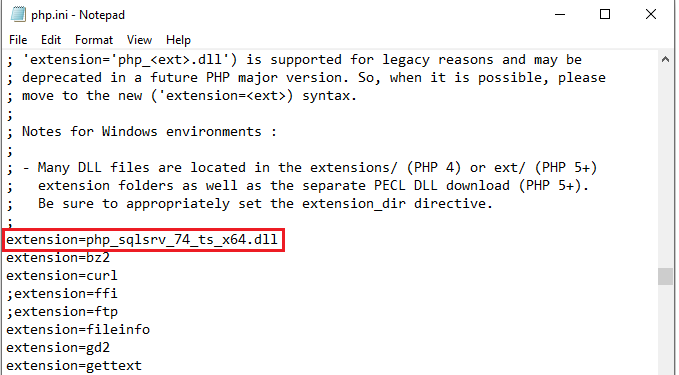 php.ini - Notepad
File Edit Format View Help
; 'extension='php_<ext>.dll') is supported for legacy reasons and may be
; deprecated in a future PHP major version. So, when it is possible, please
; move to the new ('extension=<ext>) syntax.
;
; Notes for Windows environments :
;
; - Many DLL files are located in the extensions/ (PHP 4) or ext/ (PHP 5+)
;   extension folders as well as the separate PECL DLL download (PHP 5+).
;   Be sure to appropriately set the extension_dir directive.
;
extension=php_sqlsrv_74_ts_x64.dll
extension=bz2
extension=curl
;extension=ffi
;extension=ftp
extension=fileinfo
extension=gd2
extension=gettext